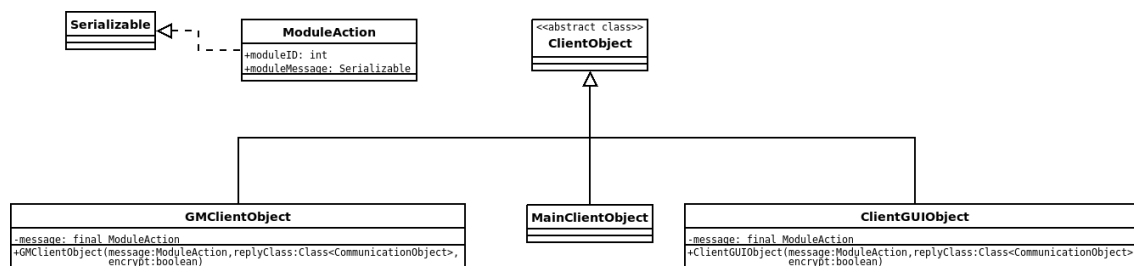 Serializable
ModuleAction
+moduleID: int
+moduleMessage: Serializable
<<abstract class>>
ClientObject
GMClientObject
-message: final ModuleAction
+GMClientObject(message:ModuleAction,replyClass:Class<CommunicationObject>,
encrypt:boolean)
MainClientObject
ClientGUIObject
-message: final ModuleAction
+ClientGUIObject(message:ModuleAction,replyClass:Class<CommunicationObject>
encrypt:boolean)